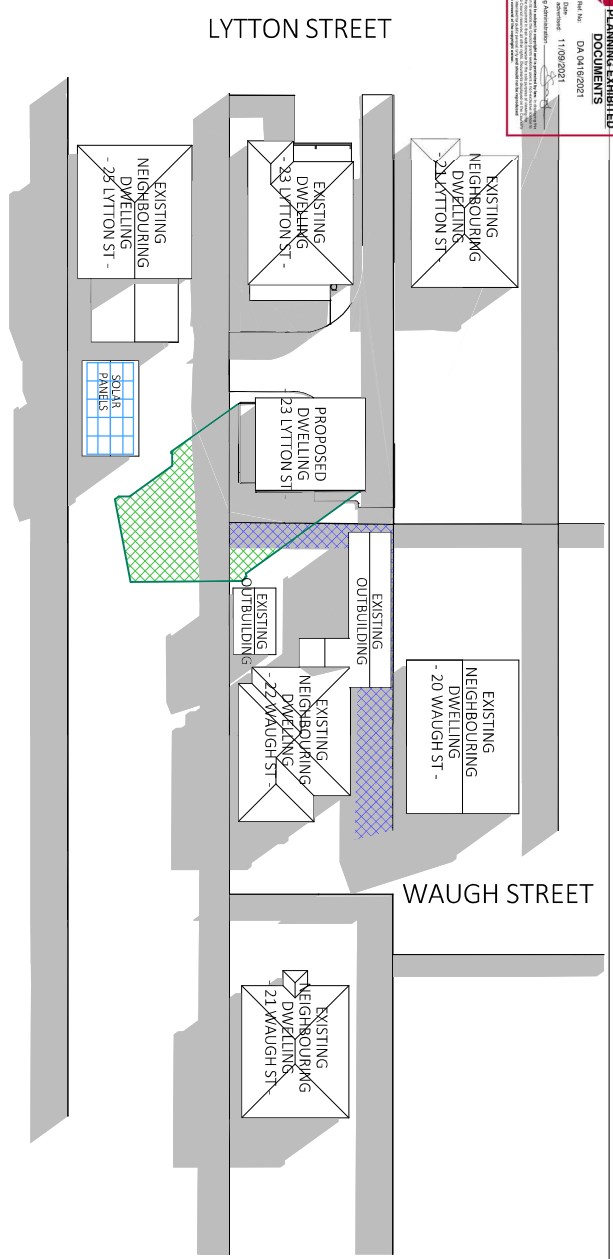 LYTTON STREET
PLANNING EXHIBITED
DOCUMENTS
Ref. No: DA 0416/2021
Date
advertised: 11/09/2021
EXISTING
NEIGHBOURING
DWELLING
- 25 LYTTON ST -
EXISTING
DWELLING
- 23 LYTTON ST -
EXISTING
NEIGHBOURING
DWELLING
- 21 LYTTON ST -
SOLAR
PANELS
PROPOSED
DWELLING
- 23 LYTTON ST -
EXISTING
OUTBUILDING
EXISTING
OUTBUILDING
EXISTING
NEIGHBOURING
DWELLING
- 22 WAUGH ST -
EXISTING
NEIGHBOURING
DWELLING
- 20 WAUGH ST -
WAUGH STREET
EXISTING
NEIGHBOURING
DWELLING
- 21 WAUGH ST -